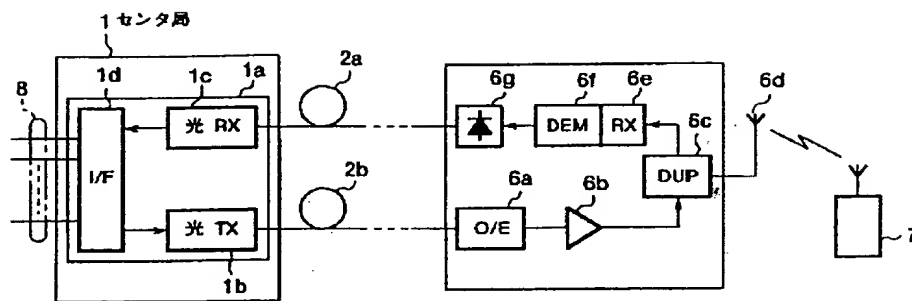 1 センタ局
1d
1c
1a
2a
6g
6f
6e
6d
8
光 RX
DEM
RX
6c
I/F
2b
DUP
6a
6b
光 TX
O/E
7
1b